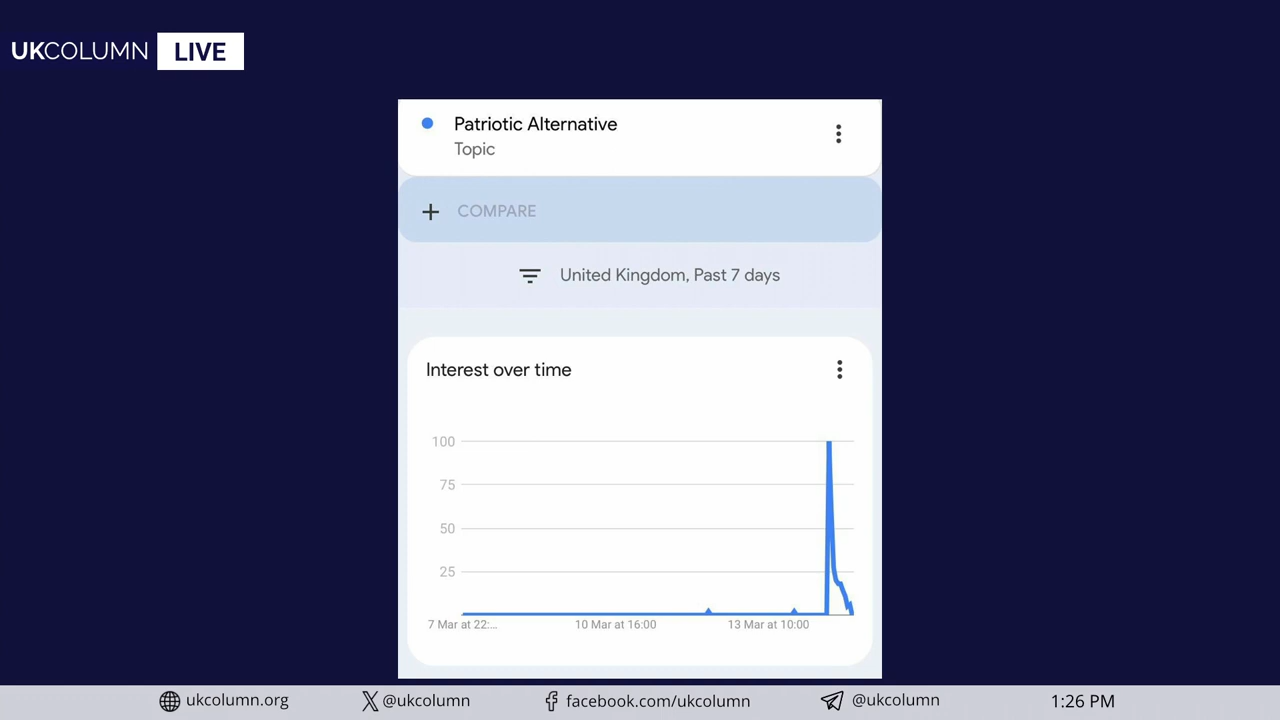 UKCOLUMN LIVE
Patriotic Alternative
Topic
COMPARE
United Kingdom, Past 7 days
Interest over time
100
75
50
25
7 Mar at 22:... 10 Mar at 16:00 13 Mar at 10:00
ukcolumn.org @ukcolumn facebook.com/ukcolumn @ukcolumn 1:26 PM